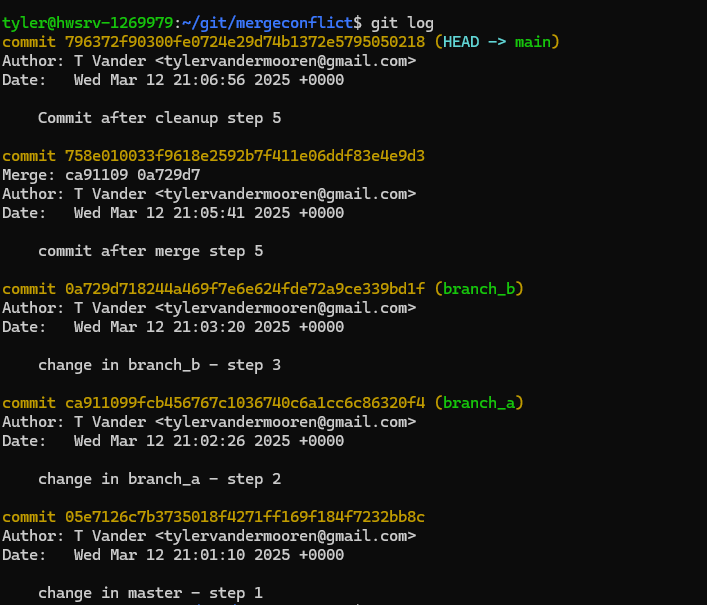 tyler@hwsrv-1269979:~/git/mergeconflict$ git log
commit 796372f90300fe0724e29d74b1372e5795050218 (HEAD -> main)
Author: T Vander <tylervandermooren@gmail.com>
Date:   Wed Mar 12 21:06:56 2025 +0000
    Commit after cleanup step 5
commit 758e010033f9618e2592b7f411e06ddf83e4e9d3
Merge: ca91109 0a729d7
Author: T Vander <tylervandermooren@gmail.com>
Date:   Wed Mar 12 21:05:41 2025 +0000
    commit after merge step 5
commit 0a729d718244a469f7e6e624fde72a9ce339bd1f (branch_b)
Author: T Vander <tylervandermooren@gmail.com>
Date:   Wed Mar 12 21:03:20 2025 +0000
    change in branch_b - step 3
commit ca911099fcb456767c1036740c6a1cc6c86320f4 (branch_a)
Author: T Vander <tylervandermooren@gmail.com>
Date:   Wed Mar 12 21:02:26 2025 +0000
    change in branch_a - step 2
commit 05e7126c7b3735018f4271ff169f184f7232bb8c
Author: T Vander <tylervandermooren@gmail.com>
Date:   Wed Mar 12 21:01:10 2025 +0000
    change in master - step 1